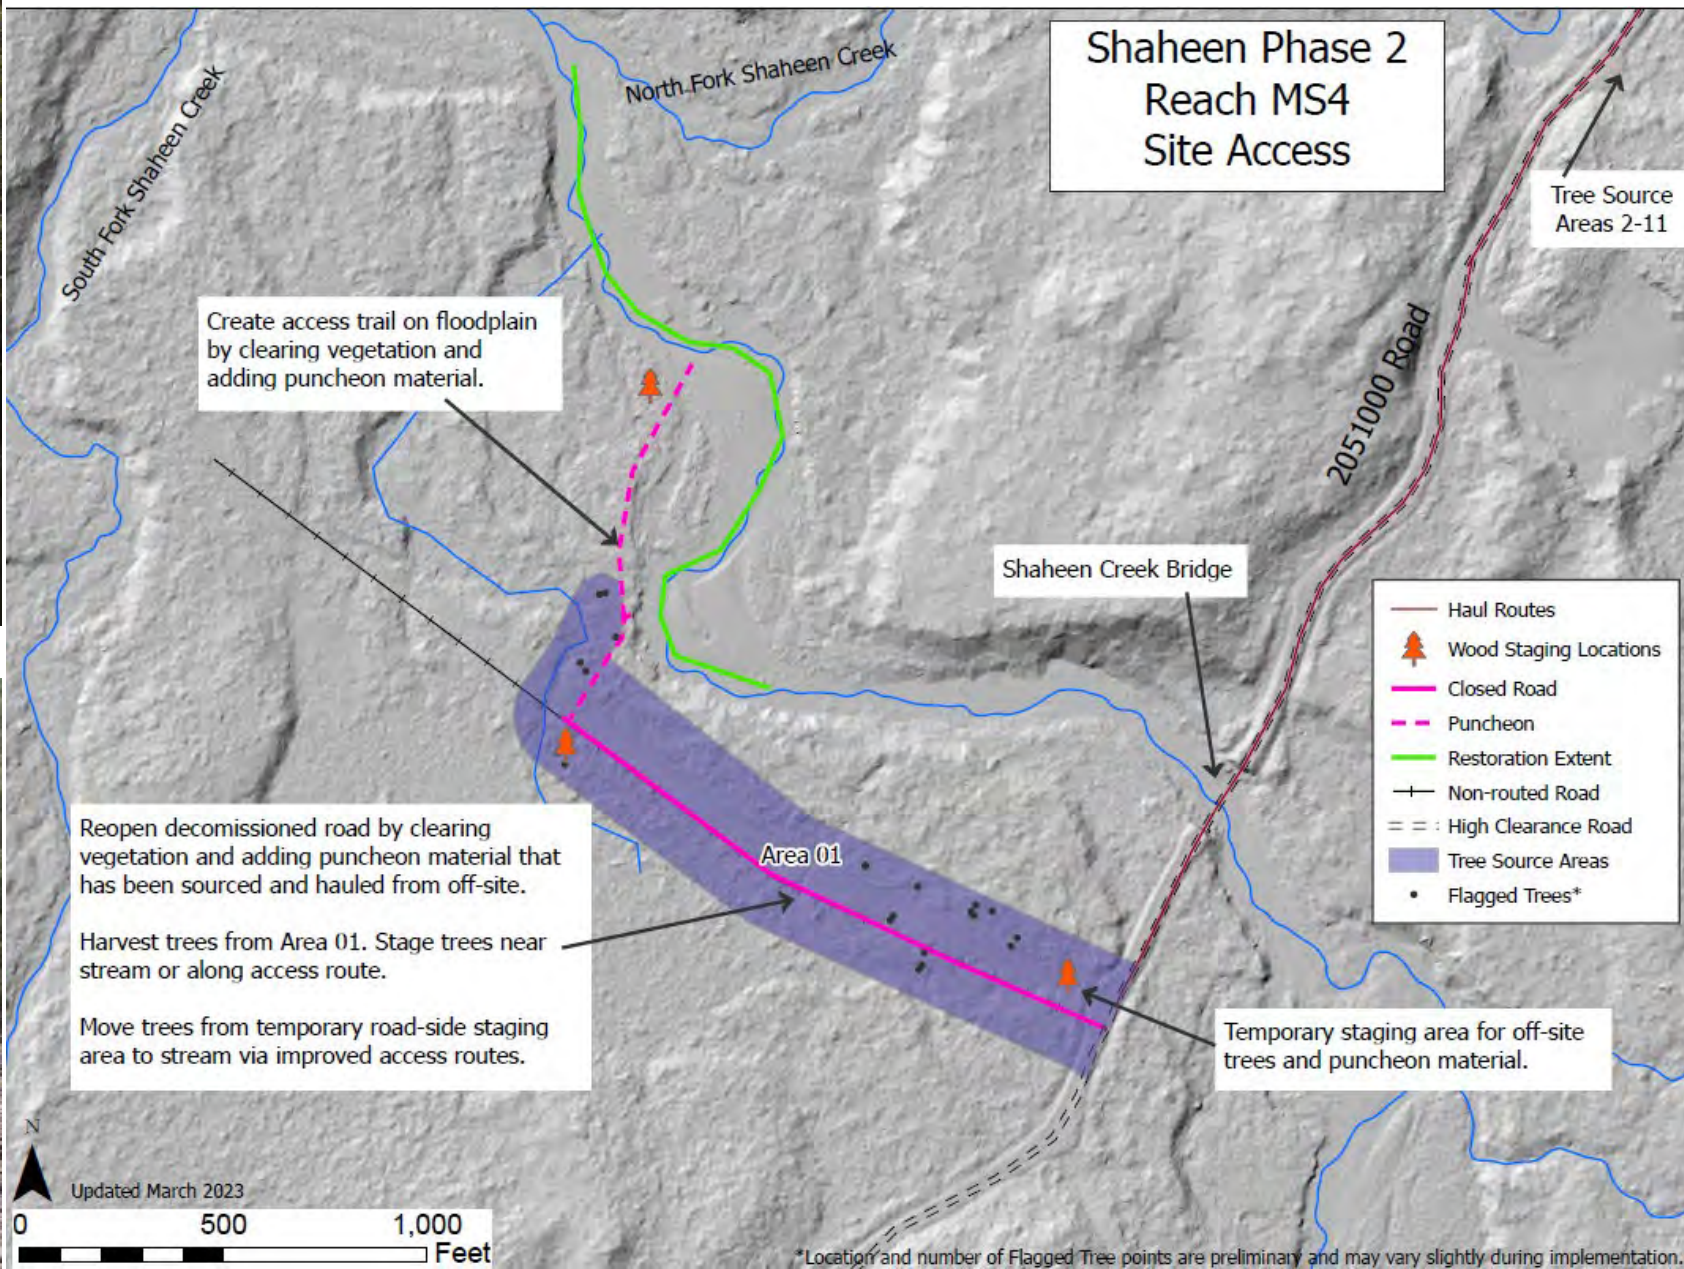 Shaheen Phase 2
Reach MS4
Site Access
North Fork Shaheen Creek
South Fork Shaheen Creek
Tree Source
Areas 2-11
Create access trail on floodplain
by clearing vegetation and
adding puncheon material.
2051000 Road
Shaheen Creek Bridge
Haul Routes
Wood Staging Locations
Closed Road
Puncheon
Restoration Extent
Non-routed Road
High Clearance Road
Tree Source Areas
Flagged Trees*
Reopen decomissioned road by clearing
vegetation and adding puncheon material that
has been sourced and hauled from off-site.
Harvest trees from Area 01. Stage trees near
stream or along access route.
Move trees from temporary road-side staging
area to stream via improved access routes.
Area 01
Temporary staging area for off-site
trees and puncheon material.
N
Updated March 2023
0 500 1,000
Feet
*Location and number of Flagged Tree points are preliminary and may vary slightly during implementation.